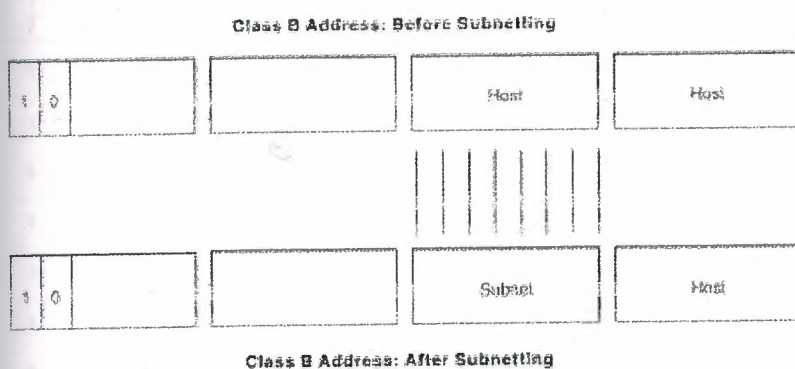 Class B Address: Before Subnetting
1 0 Host Host
1 0 Subnet Host
Class B Address: After Subnetting